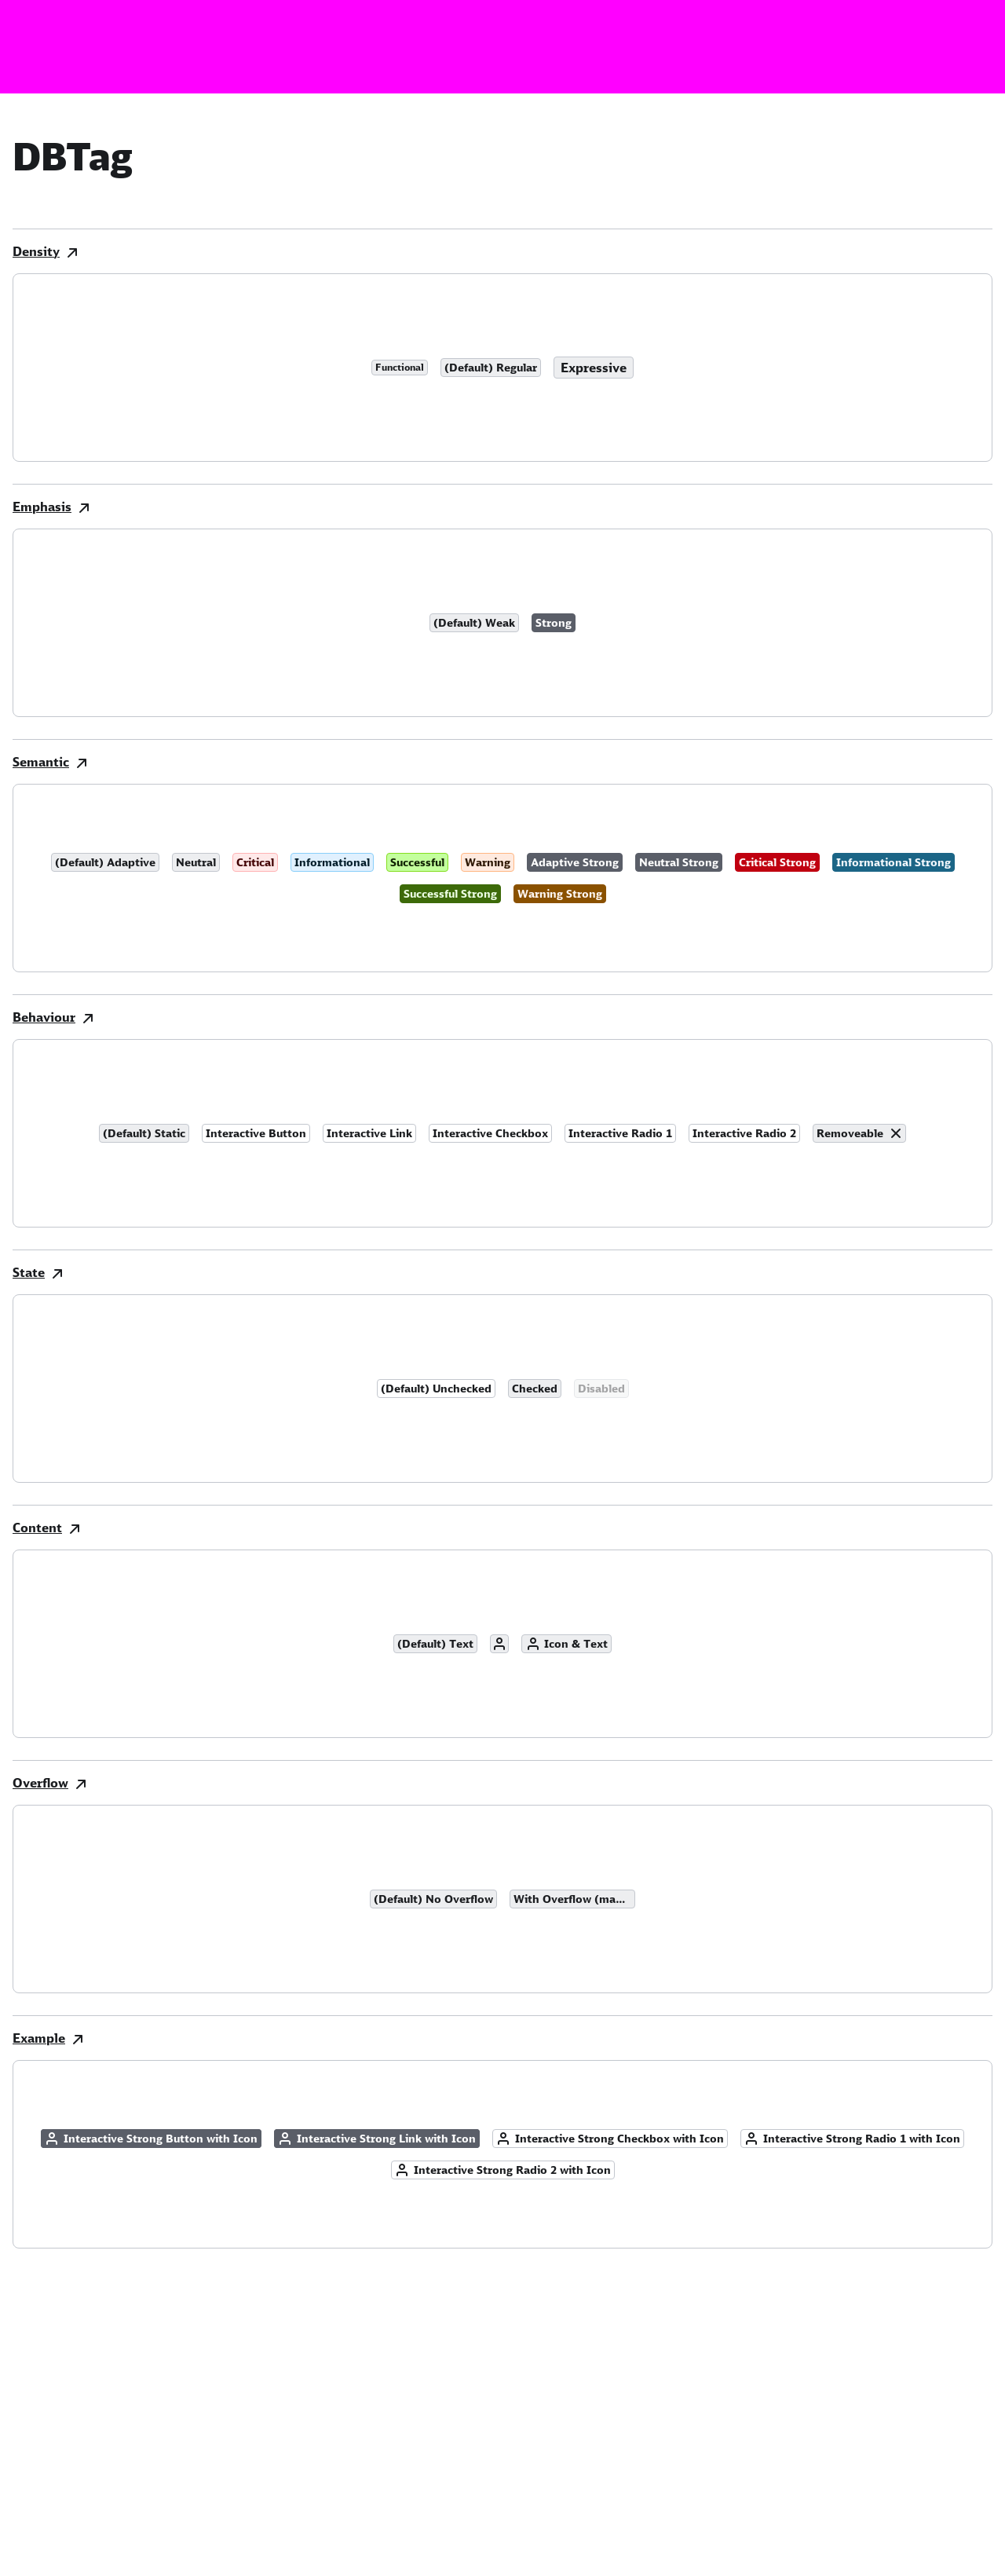 DBTag
Density
Functional (Default) Regular Expressive
Emphasis
(Default) Weak Strong
Semantic
(Default) Adaptive Neutral Critical Informational Successful Warning Adaptive Strong Neutral Strong Critical Strong Informational Strong
Successful Strong Warning Strong
Behaviour
(Default) Static Interactive Button Interactive Link Interactive Checkbox Interactive Radio 1 Interactive Radio 2 Removeable
State
(Default) Unchecked Checked Disabled
Content
(Default) Text Icon & Text
Overflow
(Default) No Overflow With Overflow (ma...
Example
Interactive Strong Button with Icon Interactive Strong Link with Icon Interactive Strong Checkbox with Icon Interactive Strong Radio 1 with Icon
Interactive Strong Radio 2 with Icon